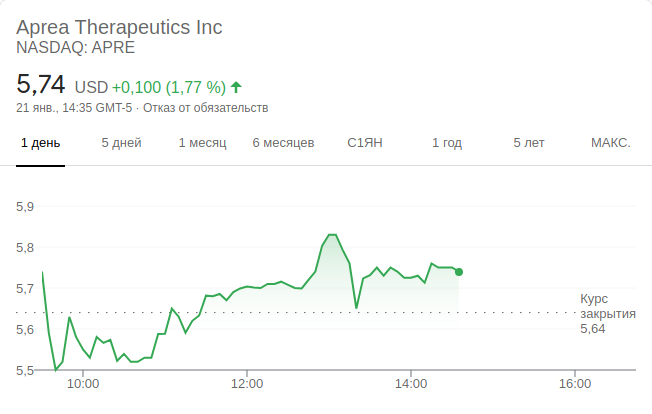 Aprea Therapeutics Inc
NASDAQ: APRE
5,74 USD +0,100 (1,77 %)
21 янв., 14:35 GMT-5 · Отказ от обязательств
1 день 5 дней 1 месяц 6 месяцев С1ЯН 1 год 5 лет МАКС.
5,9
5,8
5,7
Курс
закрытия
5,64
5,6
5,5
10:00 12:00 14:00 16:00